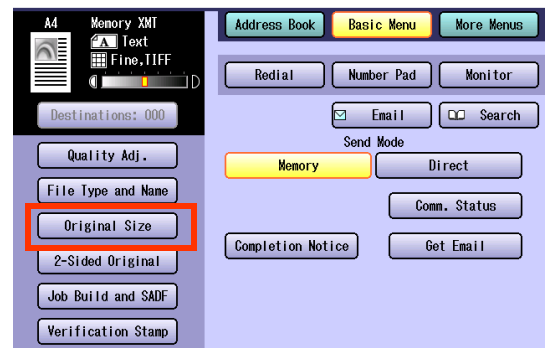 A4 Memory XMT
A Text
Fine,TIFF
D
Destinations: 000
Quality Adj.
File Type and Name
Original Size
2-Sided Original
Job Build and SADF
Verification Stamp
Address Book Basic Menu More Menus
Redial Number Pad Monitor
Email Search
Send Mode
Memory Direct
Comm. Status
Completion Notice Get Email